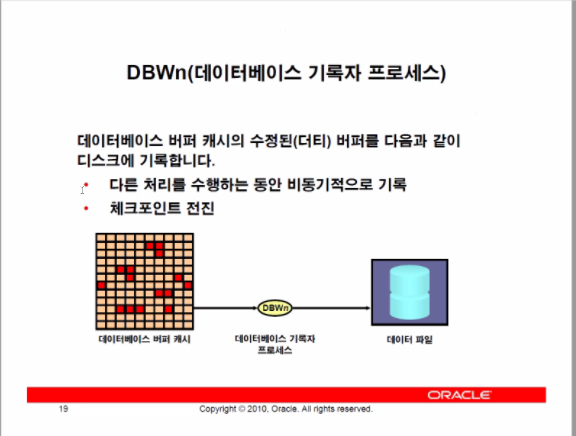 DBWn(데이터베이스 기록자 프로세스)
데이터베이스 버퍼 캐시의 수정된(더티) 버퍼를 다음과 같이
디스크에 기록합니다.
• 다른 처리를 수행하는 동안 비동기적으로 기록
• 체크포인트 전진
DBWn
데이터베이스 버퍼 캐시
데이터베이스 기록자
프로세스
데이터 파일
ORACLE
19
Copyright © 2010, Oracle. All rights reserved.